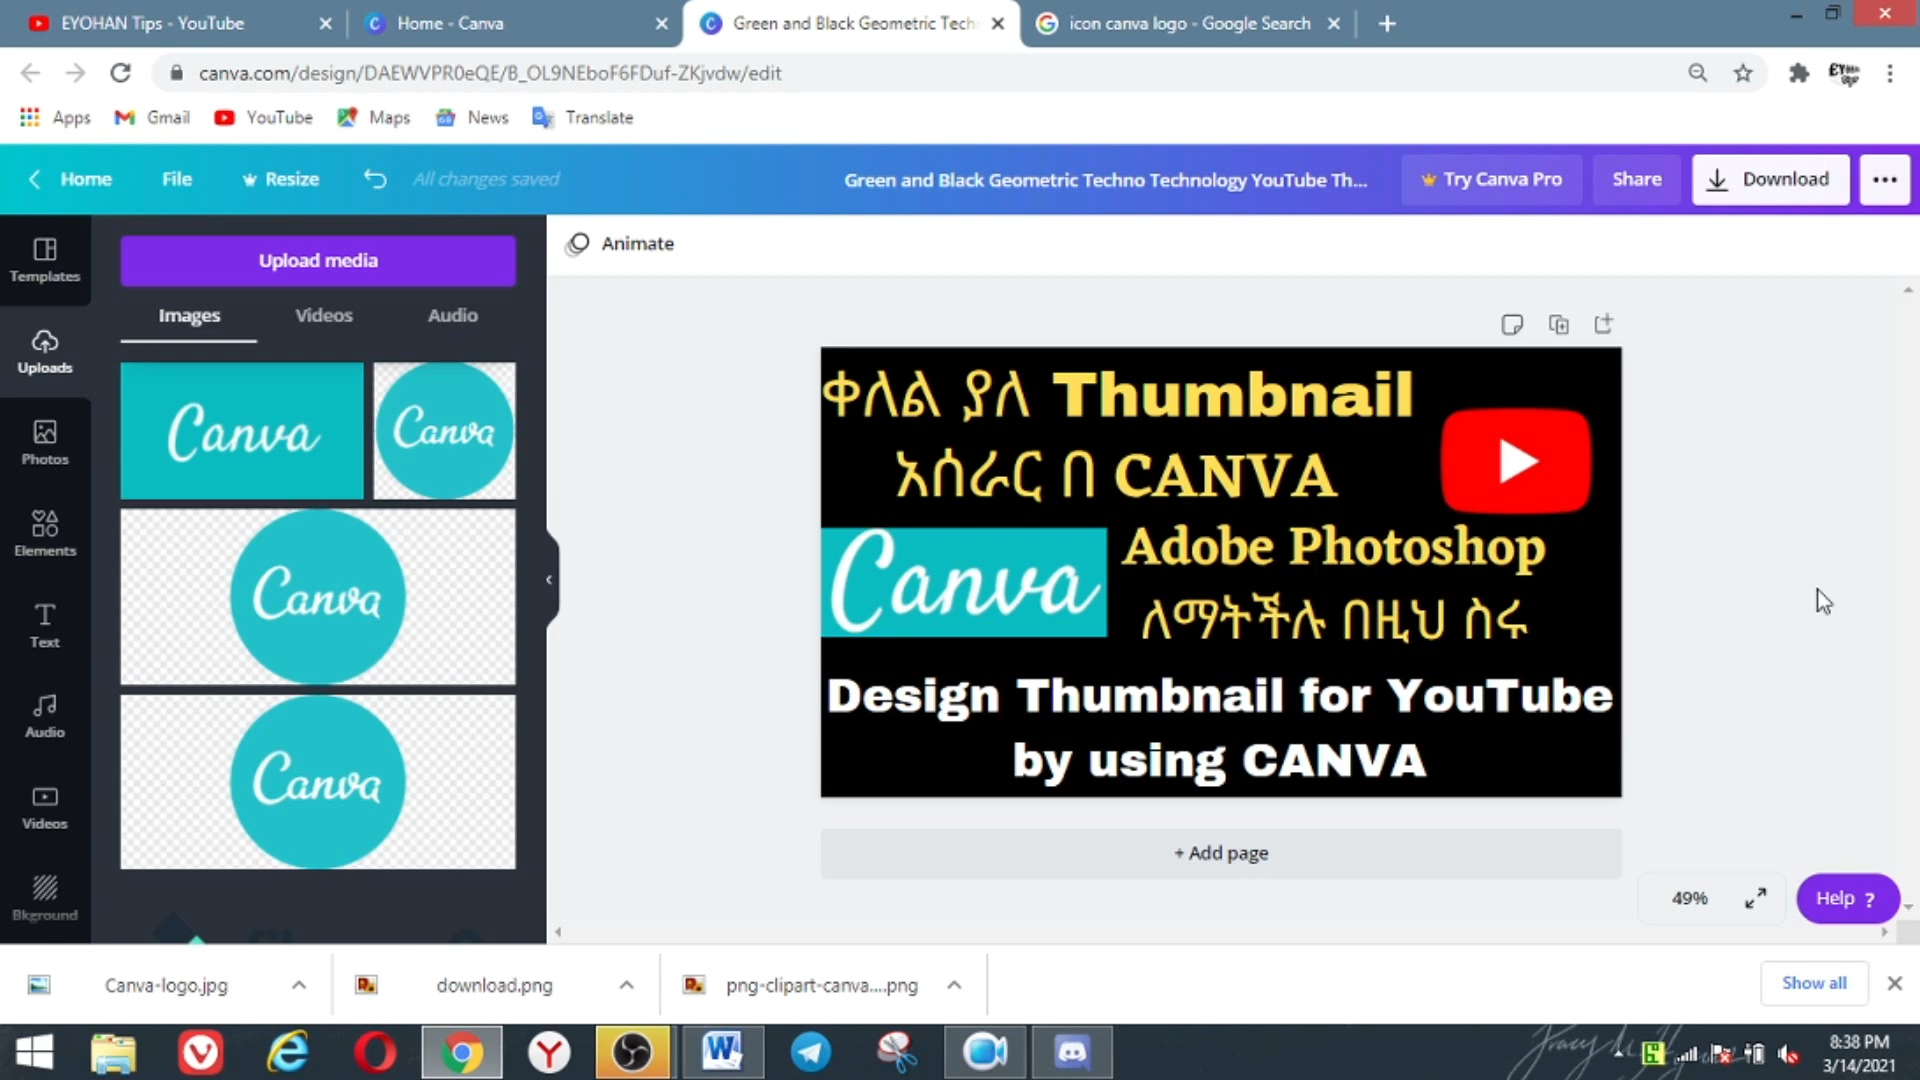 EYOHAN Tips - YouTube
Home - Canva
Green and Black Geometric Tech
icon canva logo - Google Search
canva.com/design/DAEWVPR0eQE/B_OL9NEboF6FDuf-ZKjvdw/edit
Apps
Gmail
YouTube
Maps
News
Translate
Home
File
Resize
All changes saved
Green and Black Geometric Techno Technology YouTube Th...
Try Canva Pro
Share
Download
Templates
Uploads
Photos
Elements
Text
Audio
Videos
Bkground
Upload media
Images
Videos
Audio
Canva
Canva
Canva
Canva
Animate
ቀለል ያለ Thumbnail
አሰራር በ CANVA
Canva
Adobe Photoshop
ለማትችሉ በዚህ ስሩ
Design Thumbnail for YouTube
by using CANVA
+ Add page
49%
Help ?
Canva-logo.jpg
download.png
png-clipart-canva....png
Show all
8:38 PM
3/14/2021